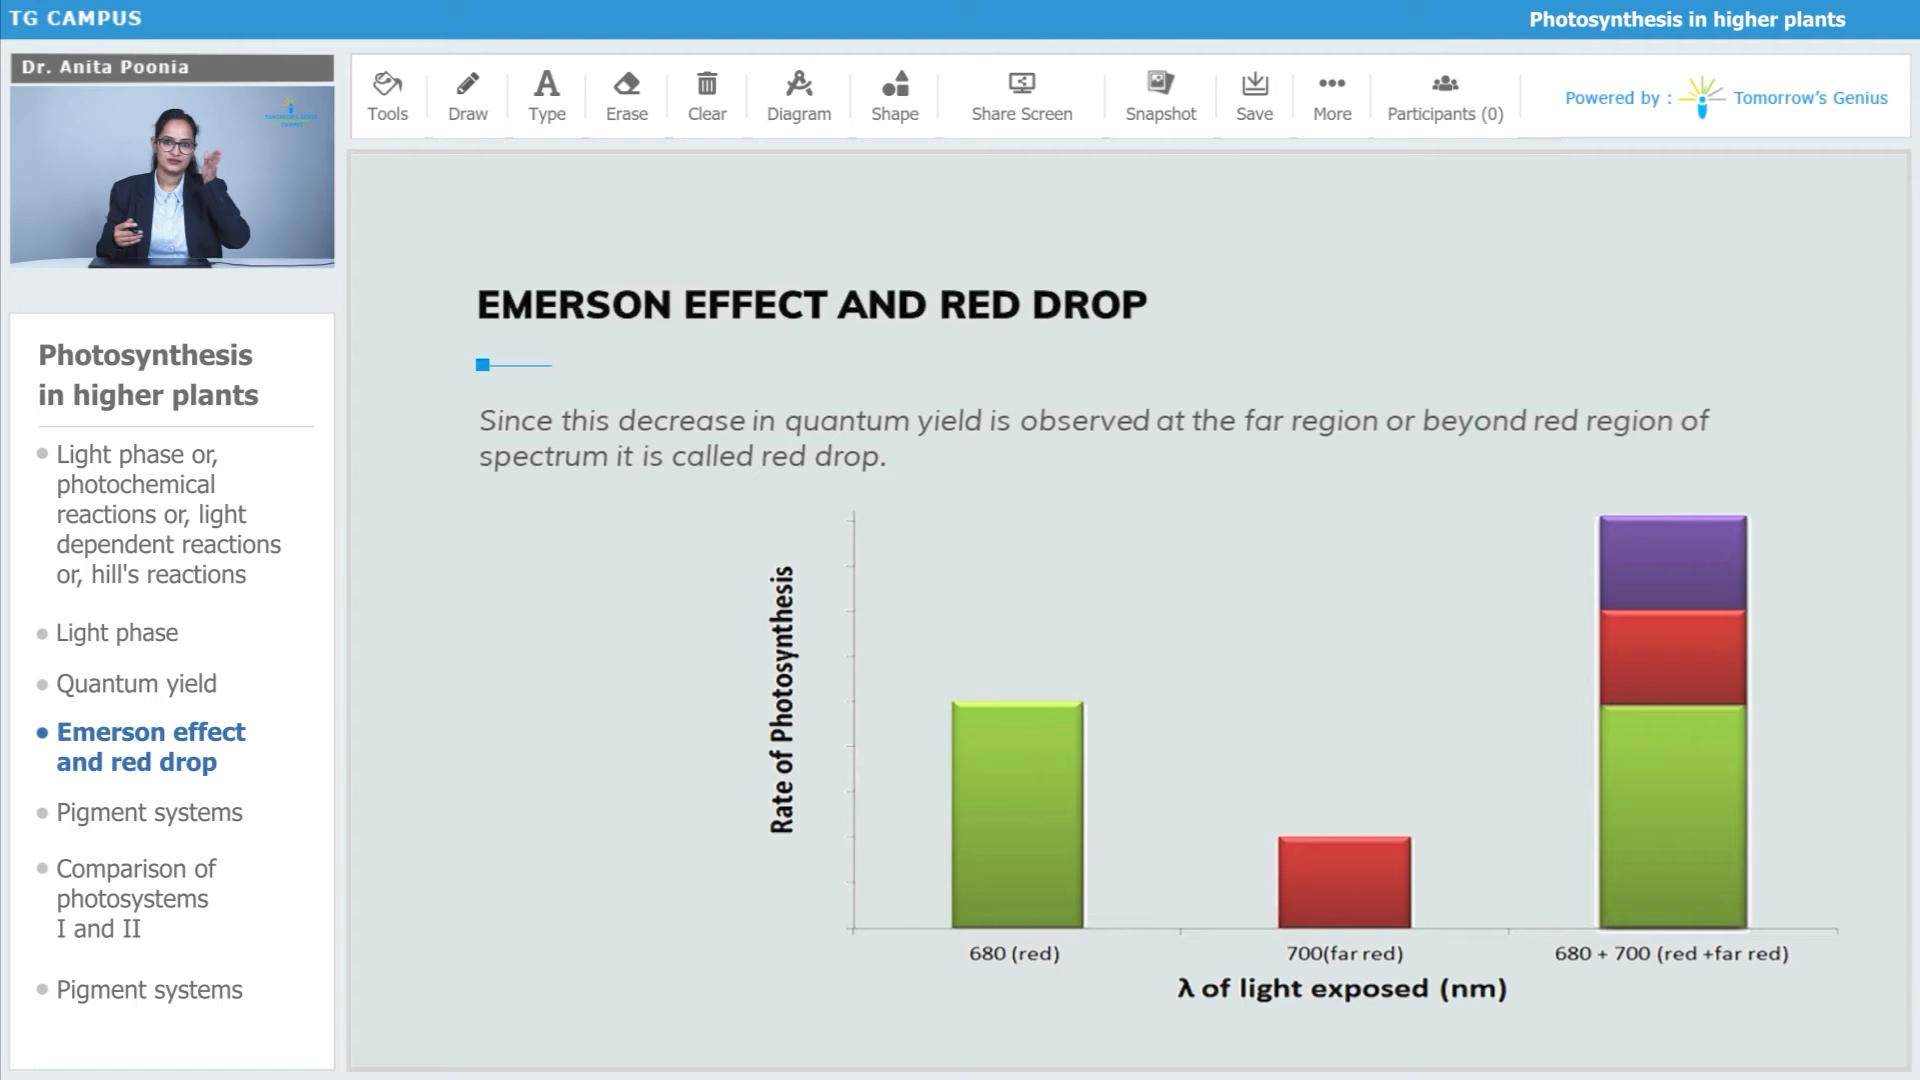 TG CAMPUS
Photosynthesis in higher plants
Dr. Anita Poonia
Tools
Draw
Type
Erase
Clear
Diagram
Shape
Share Screen
Snapshot
Save
More
Participants (0)
Powered by :
Tomorrow's Genius
Photosynthesis
in higher plants
Light phase or,
photochemical
reactions or, light
dependent reactions
or, hill's reactions
Light phase
Quantum yield
Emerson effect
and red drop
Pigment systems
Comparison of
photosystems
I and II
Pigment systems
EMERSON EFFECT AND RED DROP
Since this decrease in quantum yield is observed at the far region or beyond red region of
spectrum it is called red drop.
Rate of Photosynthesis
680 (red)
700(far red)
680 + 700 (red +far red)
λ of light exposed (nm)